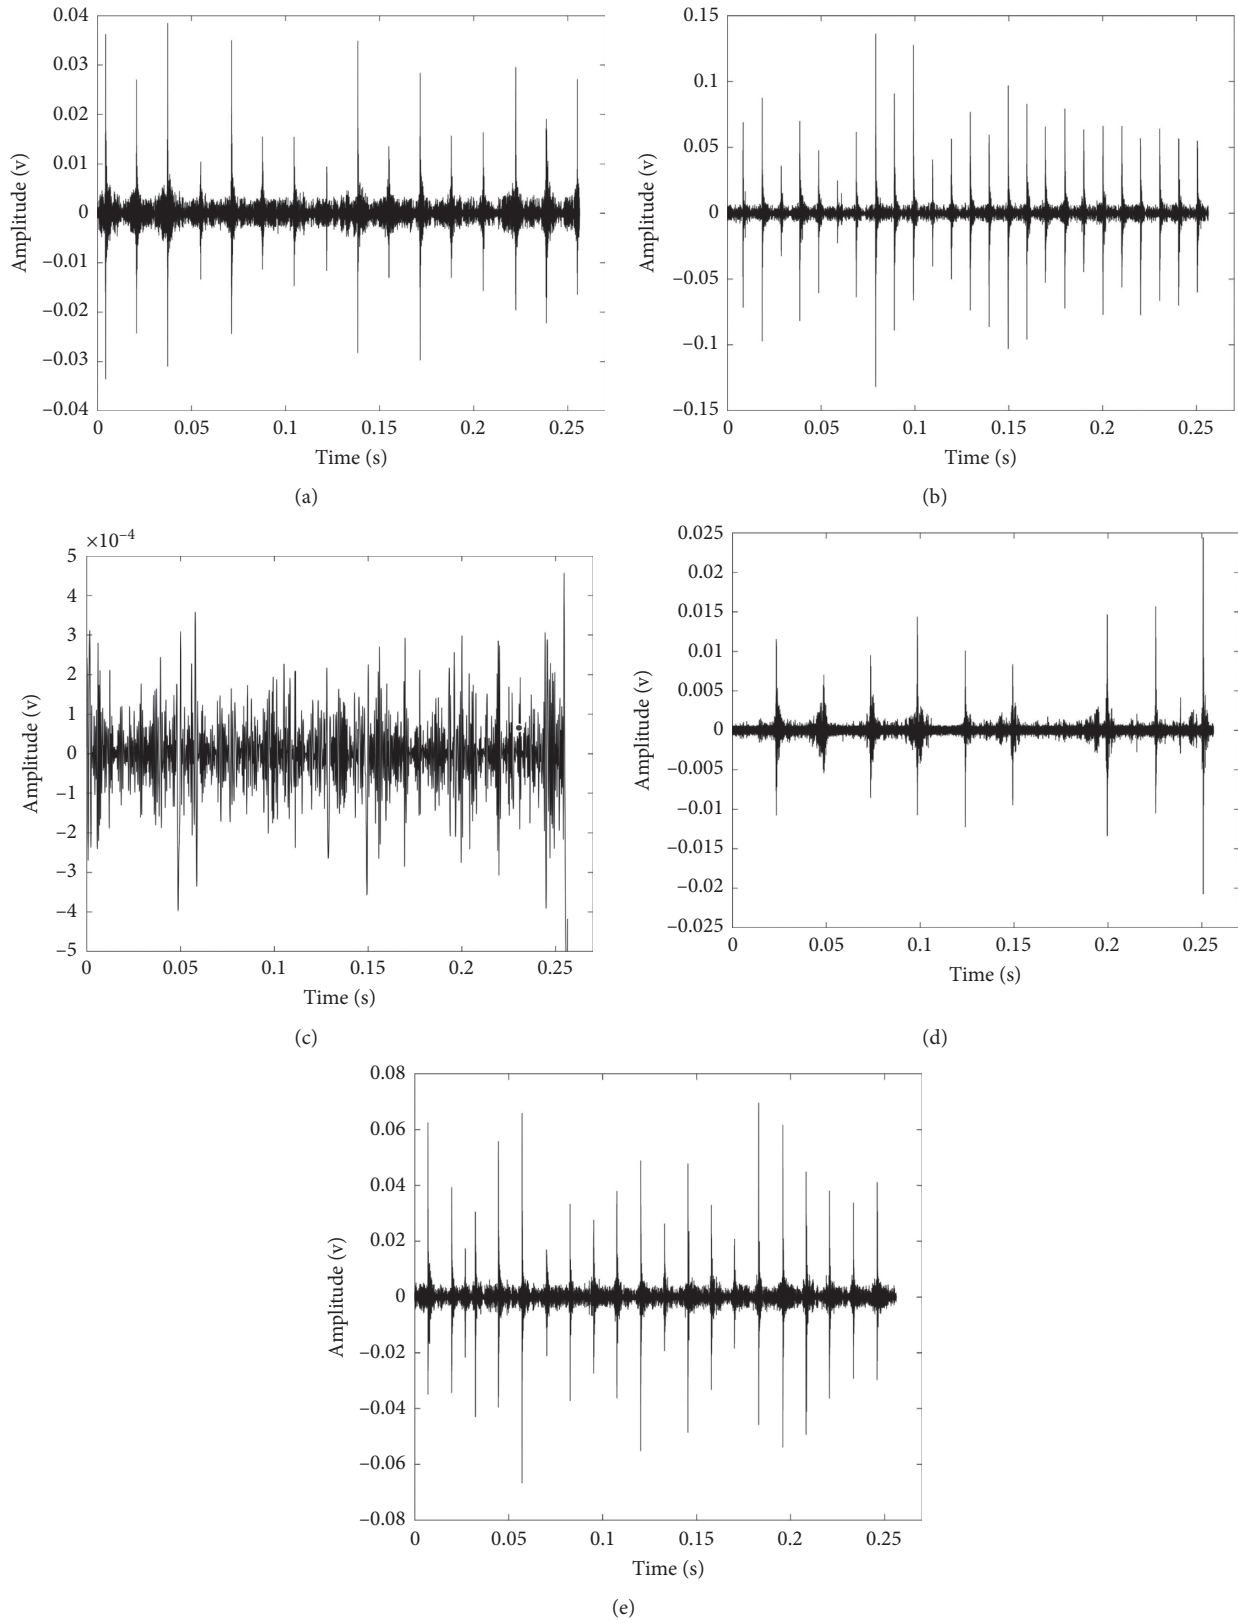 0.04
0.03
0.02
0.01
0
–0.01
–0.02
–0.03
–0.04
Amplitude (v)
0 0.05 0.1 0.15 0.2 0.25
Time (s)
(a)
0.15
0.1
0.05
0
–0.05
–0.1
–0.15
Amplitude (v)
0 0.05 0.1 0.15 0.2 0.25
Time (s)
(b)
×10–4
5
4
3
2
1
0
–1
–2
–3
–4
–5
Amplitude (v)
0 0.05 0.1 0.15 0.2 0.25
Time (s)
(c)
0.025
0.02
0.015
0.01
0.005
0
–0.005
–0.01
–0.015
–0.02
–0.025
Amplitude (v)
0 0.05 0.1 0.15 0.2 0.25
Time (s)
(d)
0.08
0.06
0.04
0.02
0
–0.02
–0.04
–0.06
–0.08
Amplitude (v)
0 0.05 0.1 0.15 0.2 0.25
Time (s)
(e)